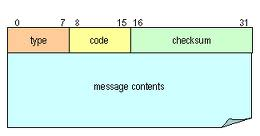 0 7 8 15 16 31
type code checksum
message contents